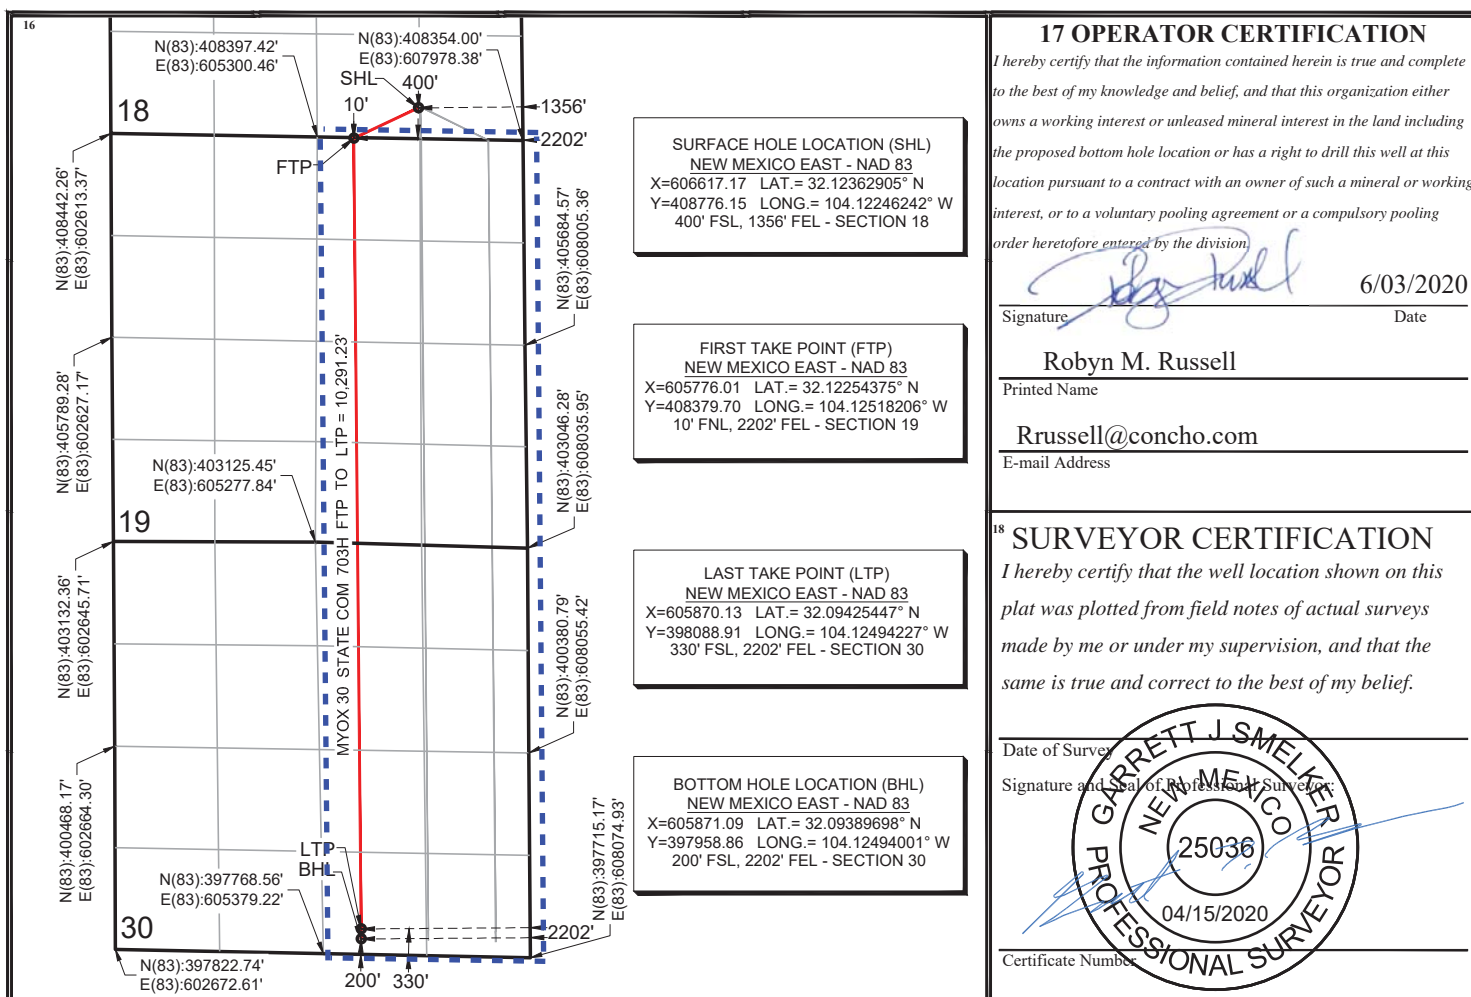 16
N(83):408397.42'
E(83):605300.46'
N(83):408354.00'
E(83):607978.38'
SHL
400'
10'
1356'
18
2202'
FTP
N(83):408442.26'
E(83):602613.37'
N(83):405684.57'
E(83):608005.36'
N(83):405789.28'
E(83):602627.17'
MYOX 30 STATE COM 703H FTP TO LTP = 10,291.23'
N(83):403046.28'
E(83):608035.95'
N(83):403125.45'
E(83):605277.84'
19
N(83):403132.36'
E(83):602645.71'
N(83):400380.79'
E(83):608055.42'
N(83):400468.17'
E(83):602664.30'
LTP
BHL
N(83):397768.56'
E(83):605379.22'
N(83):397715.17'
E(83):608074.93'
30
2202'
200'
330'
N(83):397822.74'
E(83):602672.61'
SURFACE HOLE LOCATION (SHL)
NEW MEXICO EAST - NAD 83
X=606617.17 LAT.= 32.12362905° N
Y=408776.15 LONG.= 104.12246242° W
400' FSL, 1356' FEL - SECTION 18
FIRST TAKE POINT (FTP)
NEW MEXICO EAST - NAD 83
X=605776.01 LAT.= 32.12254375° N
Y=408379.70 LONG.= 104.12518206° W
10' FNL, 2202' FEL - SECTION 19
LAST TAKE POINT (LTP)
NEW MEXICO EAST - NAD 83
X=605870.13 LAT.= 32.09425447° N
Y=398088.91 LONG.= 104.12494227° W
330' FSL, 2202' FEL - SECTION 30
BOTTOM HOLE LOCATION (BHL)
NEW MEXICO EAST - NAD 83
X=605871.09 LAT.= 32.09389698° N
Y=397958.86 LONG.= 104.12494001° W
200' FSL, 2202' FEL - SECTION 30
17 OPERATOR CERTIFICATION
I hereby certify that the information contained herein is true and complete
to the best of my knowledge and belief, and that this organization either
owns a working interest or unleased mineral interest in the land including
the proposed bottom hole location or has a right to drill this well at this
location pursuant to a contract with an owner of such a mineral or working
interest, or to a voluntary pooling agreement or a compulsory pooling
order heretofore entered by the division.
6/03/2020
Signature Date
Robyn M. Russell
Printed Name
Rrussell@concho.com
E-mail Address
18 SURVEYOR CERTIFICATION
I hereby certify that the well location shown on this
plat was plotted from field notes of actual surveys
made by me or under my supervision, and that the
same is true and correct to the best of my belief.
Date of Survey
Signature and Seal of Professional Surveyor:
GARRETT J SMELKER
NEW MEXICO
25036
04/15/2020
PROFESSIONAL SURVEYOR
Certificate Number